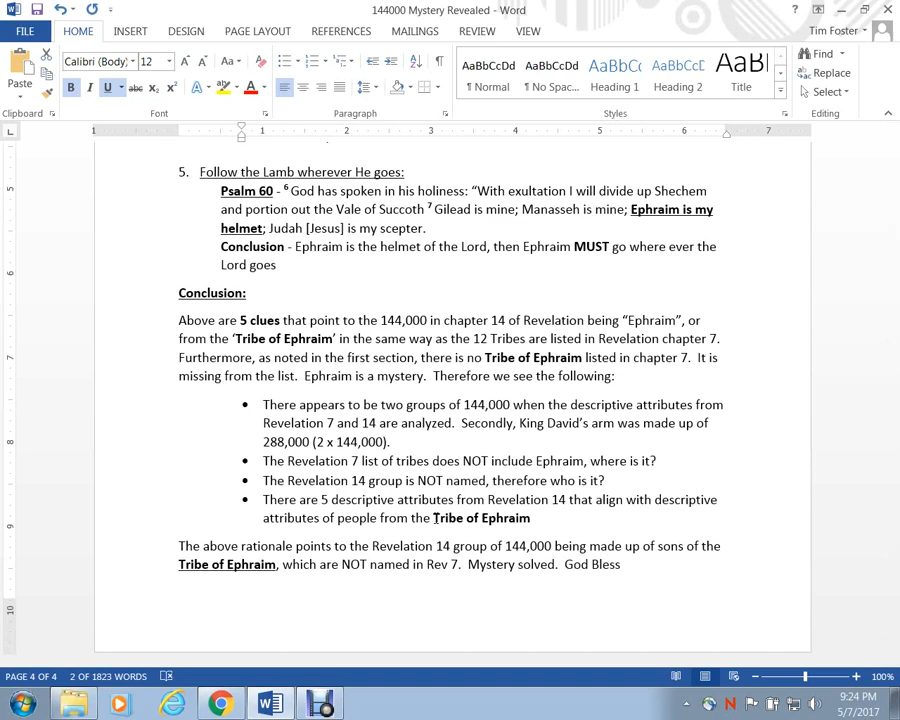 144000 Mystery Revealed - Word
FILE HOME INSERT DESIGN PAGE LAYOUT REFERENCES MAILINGS REVIEW VIEW Tim Foster
Paste Calibri (Body) 12 Aa AaBbCcDd AaBbCcDd AaBbCc AaBbCcD AaBl Find
¶ Normal ¶ No Spac... Heading 1 Heading 2 Title Replace
Select
Clipboard Font Paragraph Styles Editing
5. Follow the Lamb wherever He goes:
Psalm 60 - 6 God has spoken in his holiness: “With exultation I will divide up Shechem
and portion out the Vale of Succoth 7 Gilead is mine; Manasseh is mine; Ephraim is my
helmet; Judah [Jesus] is my scepter.
Conclusion - Ephraim is the helmet of the Lord, then Ephraim MUST go where ever the
Lord goes
Conclusion:
Above are 5 clues that point to the 144,000 in chapter 14 of Revelation being “Ephraim”, or
from the ‘Tribe of Ephraim’ in the same way as the 12 Tribes are listed in Revelation chapter 7.
Furthermore, as noted in the first section, there is no Tribe of Ephraim listed in chapter 7. It is
missing from the list. Ephraim is a mystery. Therefore we see the following:
• There appears to be two groups of 144,000 when the descriptive attributes from
Revelation 7 and 14 are analyzed. Secondly, King David’s arm was made up of
288,000 (2 x 144,000).
• The Revelation 7 list of tribes does NOT include Ephraim, where is it?
• The Revelation 14 group is NOT named, therefore who is it?
• There are 5 descriptive attributes from Revelation 14 that align with descriptive
attributes of people from the Tribe of Ephraim
The above rationale points to the Revelation 14 group of 144,000 being made up of sons of the
Tribe of Ephraim, which are NOT named in Rev 7. Mystery solved. God Bless
PAGE 4 OF 4 2 OF 1823 WORDS 100%
9:24 PM
5/7/2017